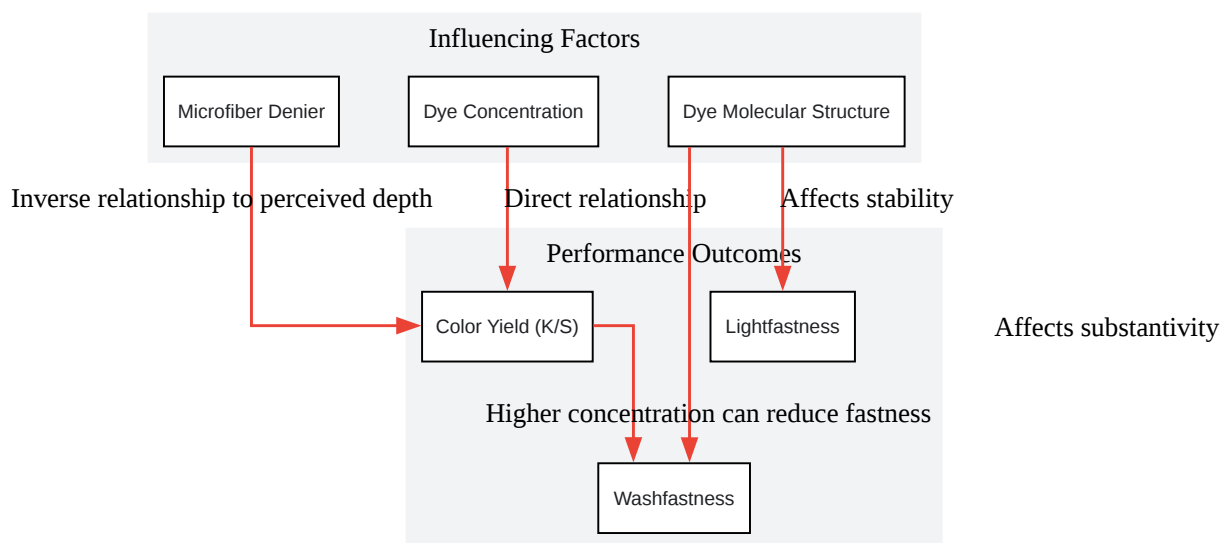 Influencing Factors
Microfiber Denier
Dye Concentration
Dye Molecular Structure
Inverse relationship to perceived depth
Direct relationship
Affects stability
Performance Outcomes
Color Yield (K/S)
Lightfastness
Affects substantivity
Higher concentration can reduce fastness
Washfastness